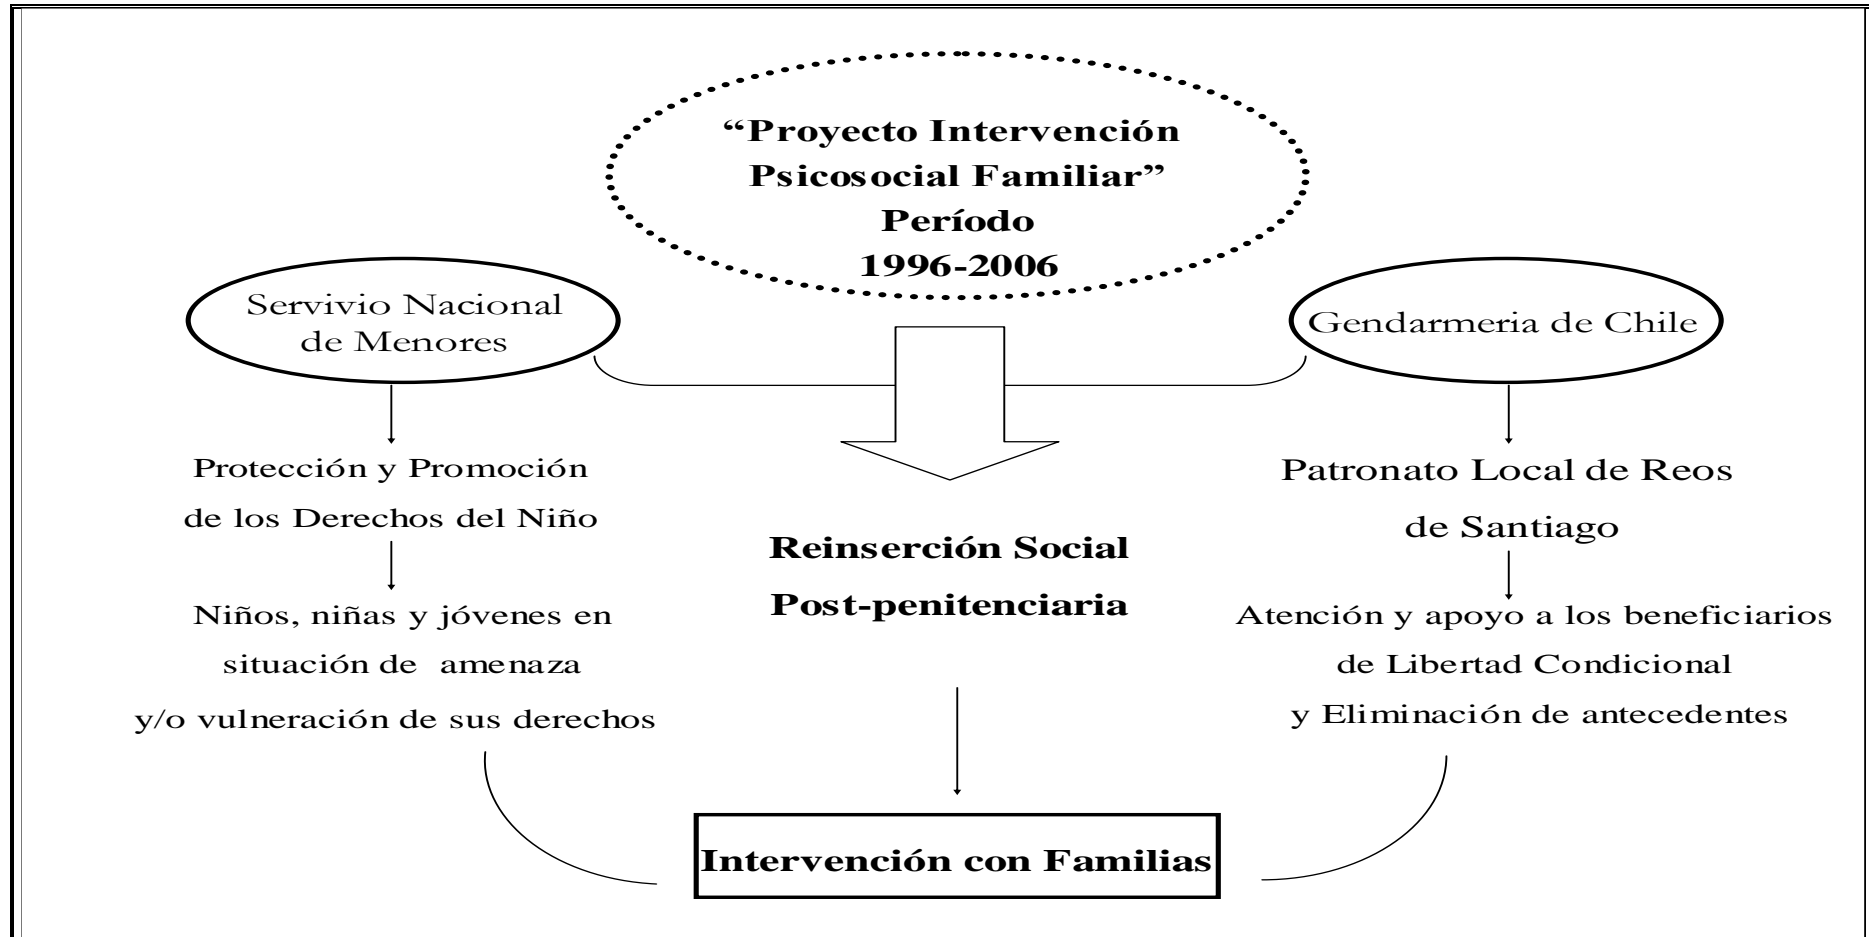 “Proyecto Intervención
Psicosocial Familiar”
Período
1996-2006
Servivio Nacional
de Menores
Gendarmeria de Chile
Protección y Promoción
de los Derechos del Niño
Patronato Local de Reos
de Santiago
Reinserción Social
Post-penitenciaria
Niños, niñas y jóvenes en
situación de amenaza
y/o vulneración de sus derechos
Atención y apoyo a los beneficiarios
de Libertad Condicional
y Eliminación de antecedentes
Intervención con Familias